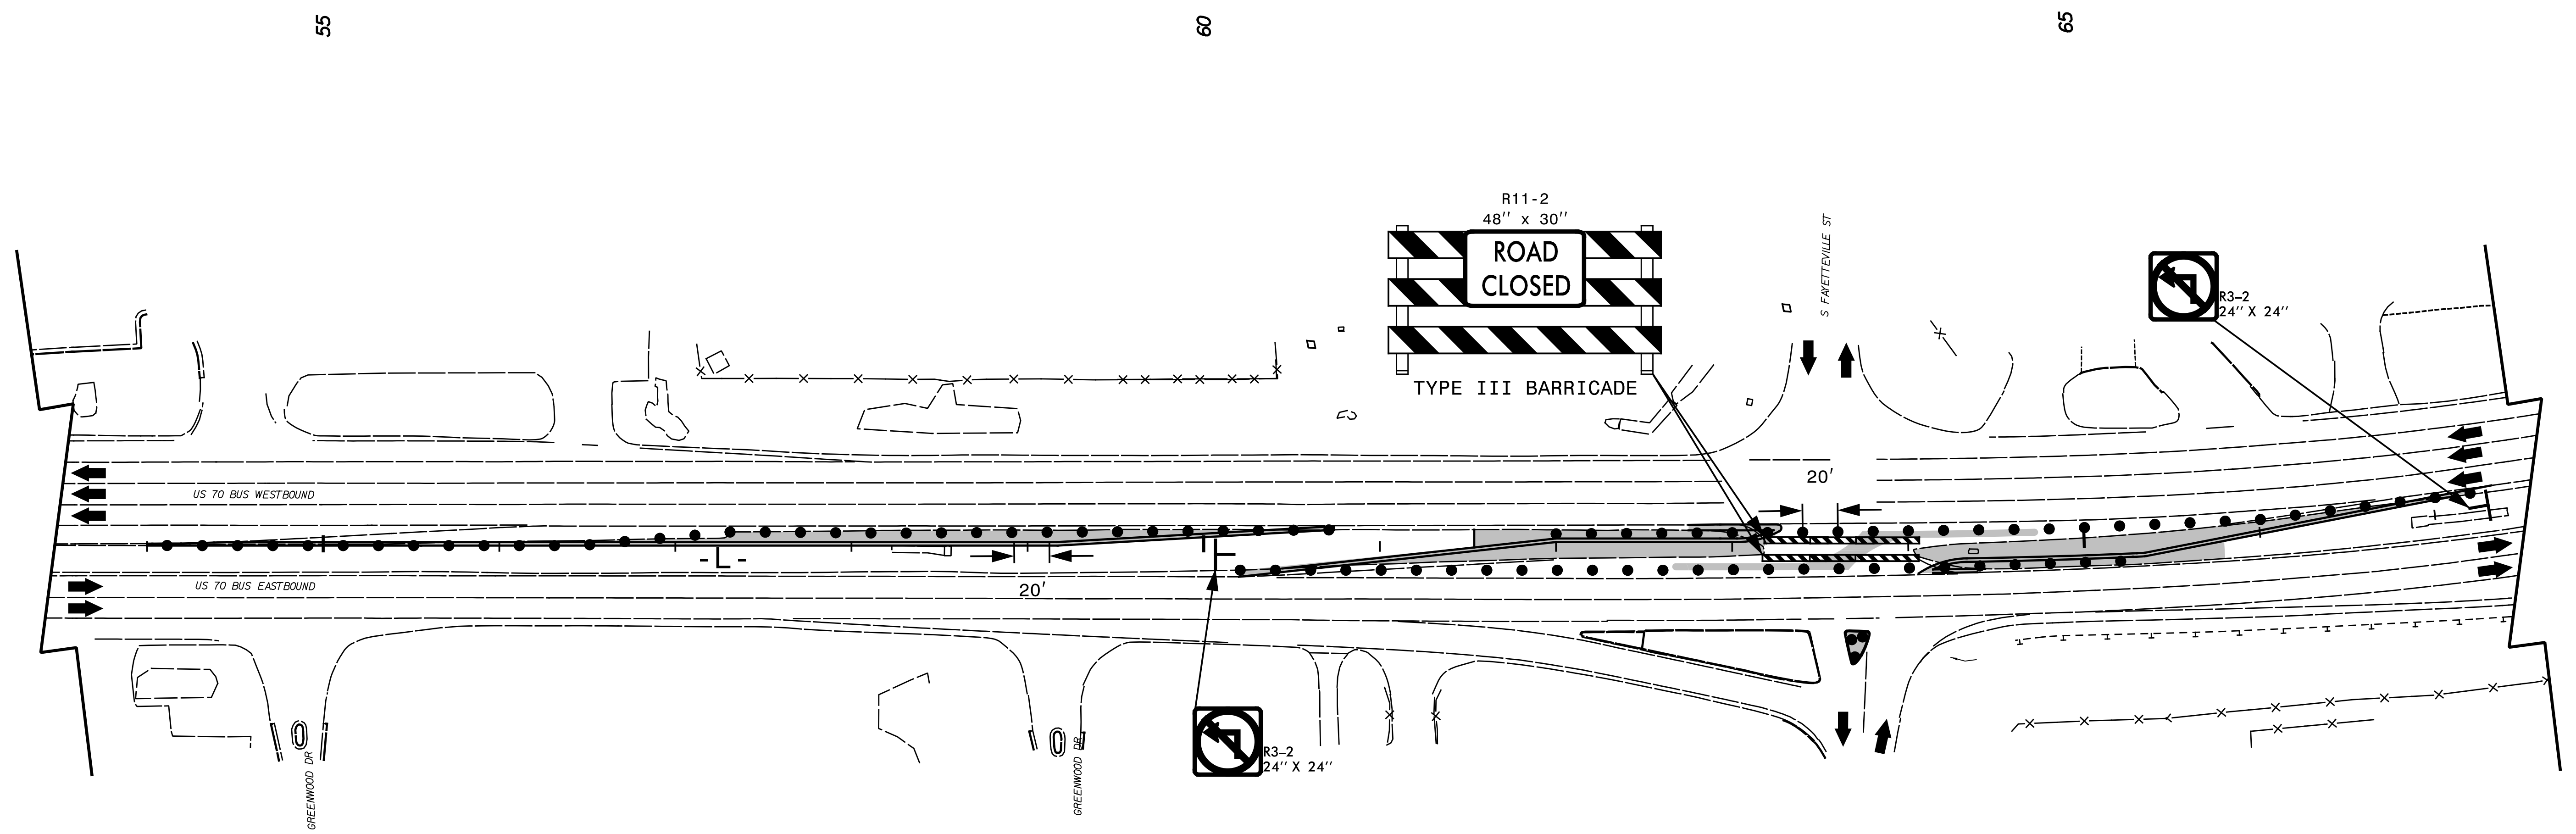 55
60
65
R11-2
48" x 30"
ROAD
CLOSED
TYPE III BARRICADE
S FAYETTEVILLE ST
R3-2
24" X 24"
20'
US 70 BUS WESTBOUND
-L-
US 70 BUS EASTBOUND
20'
R3-2
24" X 24"
GREENWOOD DR
GREENWOOD DR